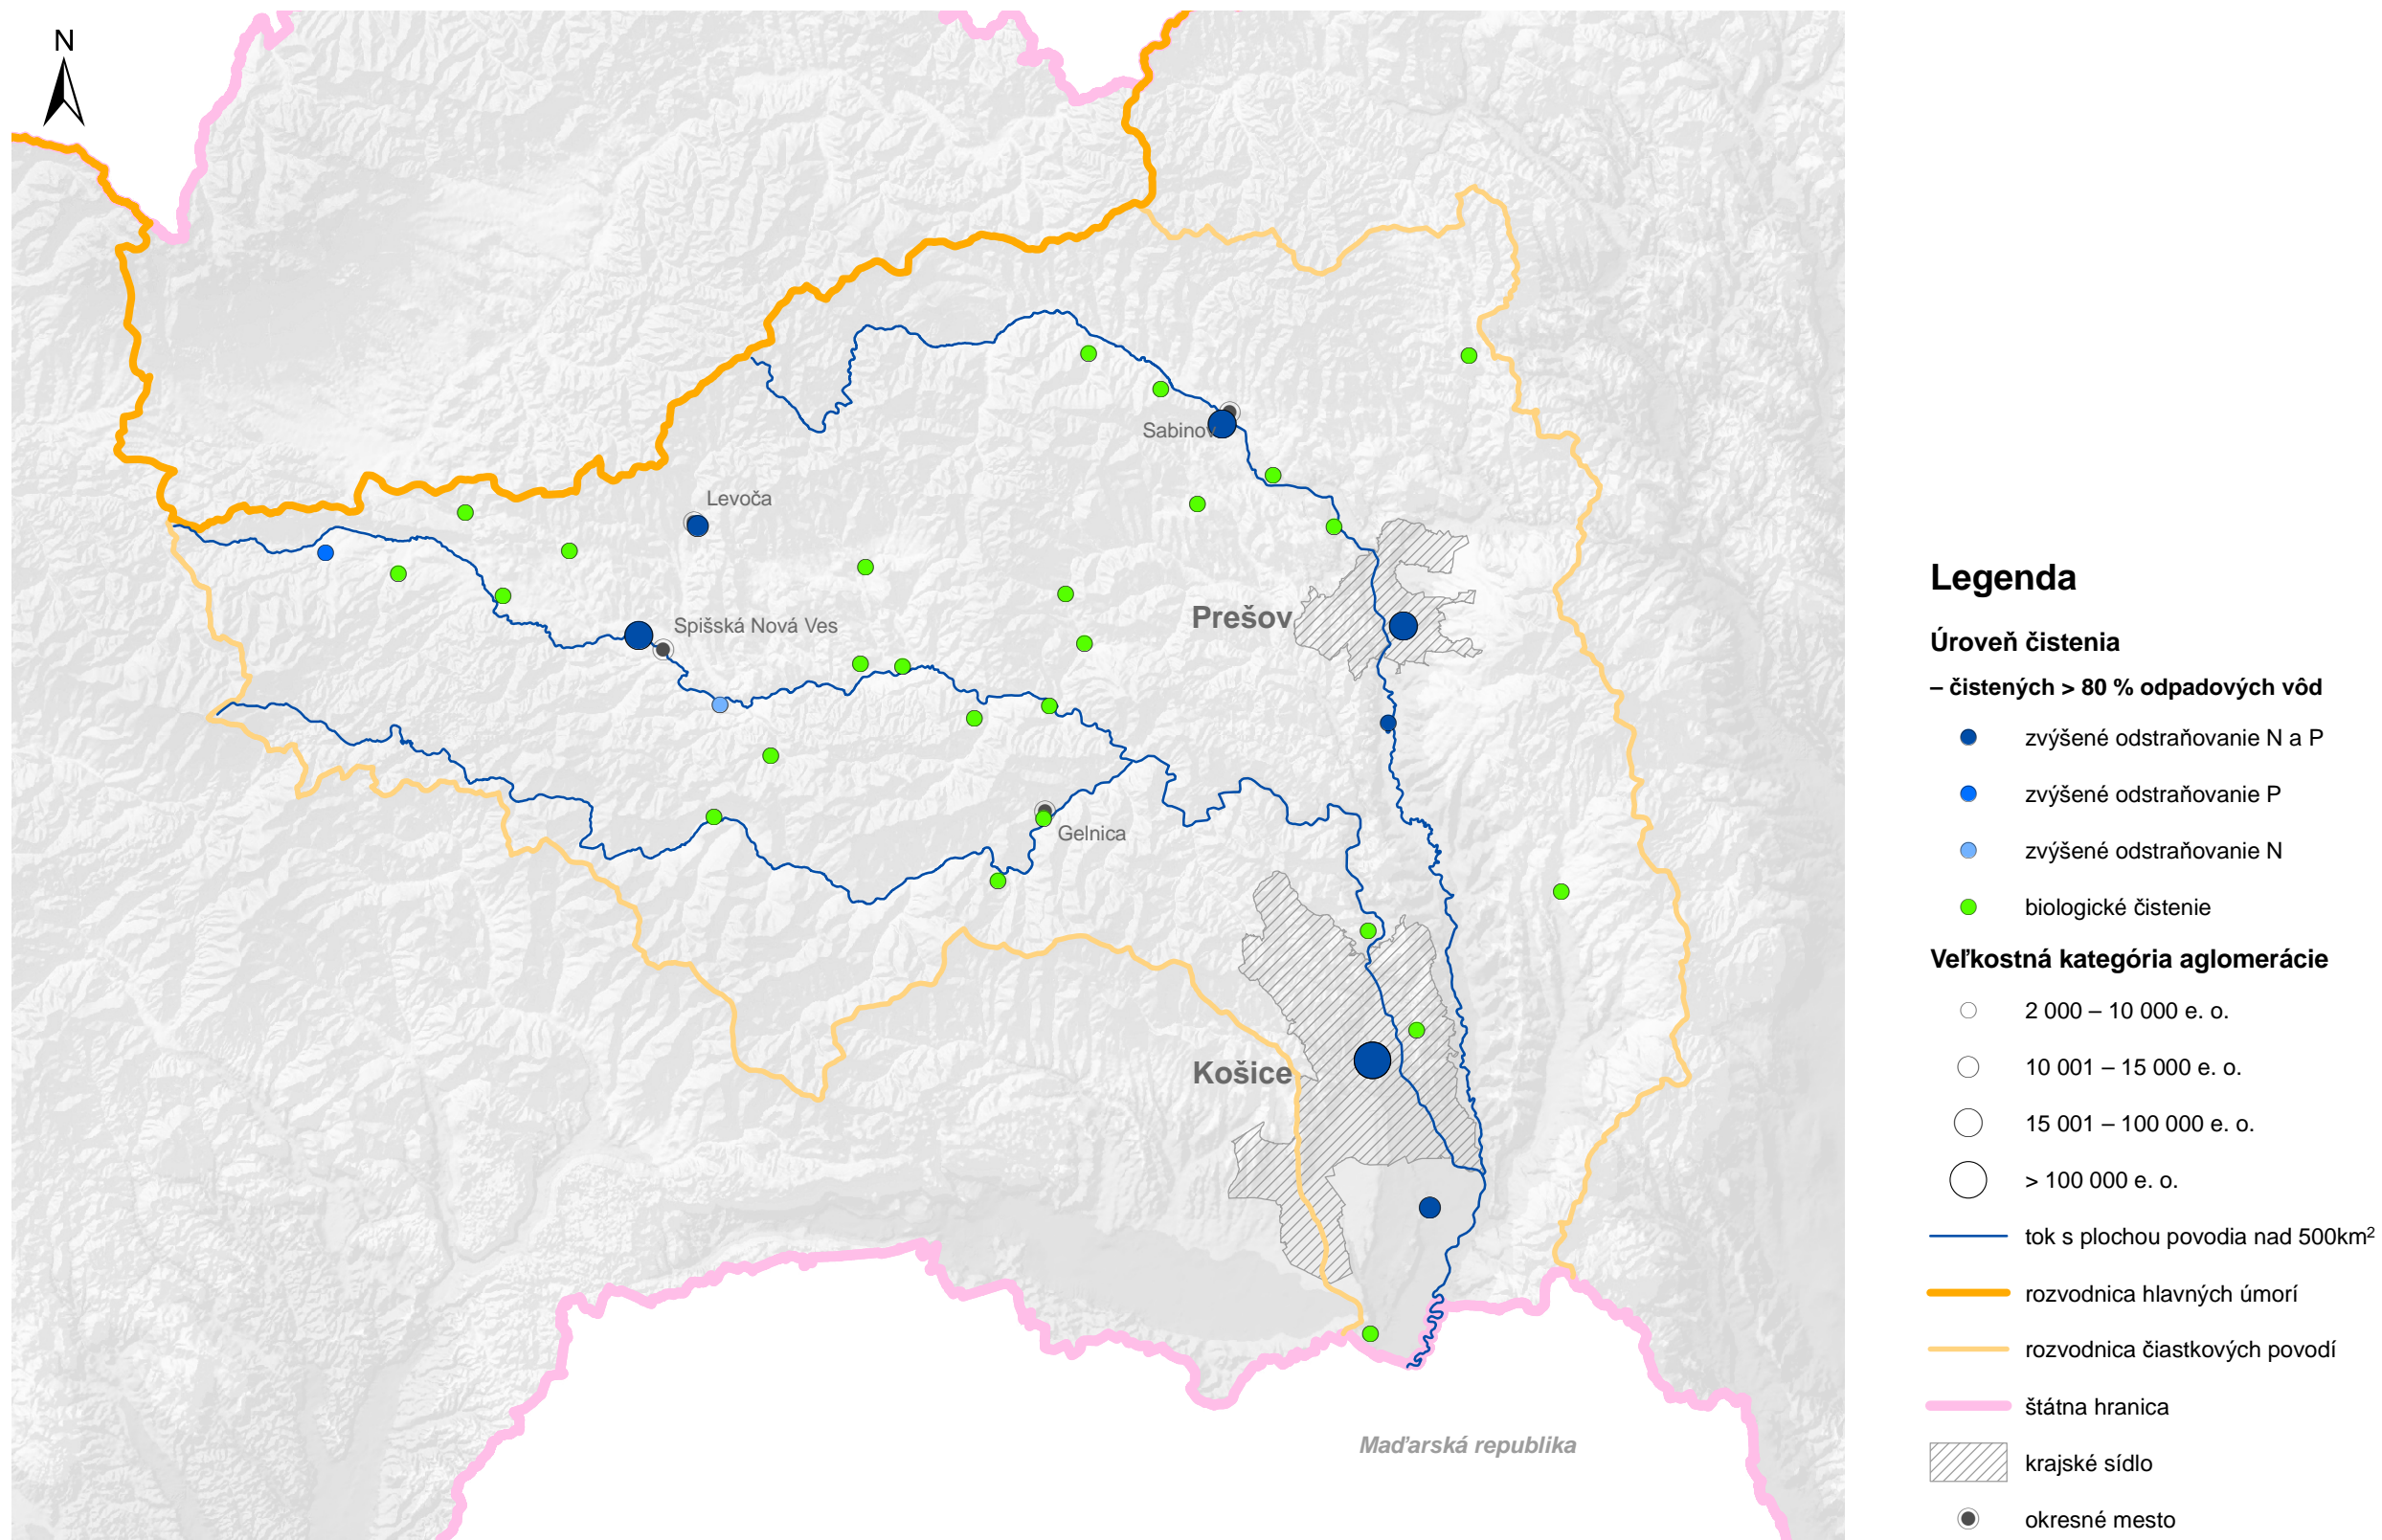 N
Sabinov
Levoča
Spišská Nová Ves
Prešov
Gelnica
Košice
Maďarská republika
Legenda
Úroveň čistenia
– čistených > 80 % odpadových vôd
zvýšené odstraňovanie N a P
zvýšené odstraňovanie P
zvýšené odstraňovanie N
biologické čistenie
Veľkostná kategória aglomerácie
2 000 – 10 000 e. o.
10 001 – 15 000 e. o.
15 001 – 100 000 e. o.
> 100 000 e. o.
tok s plochou povodia nad 500km²
rozvodnica hlavných úmorí
rozvodnica čiastkových povodí
štátna hranica
krajské sídlo
okresné mesto